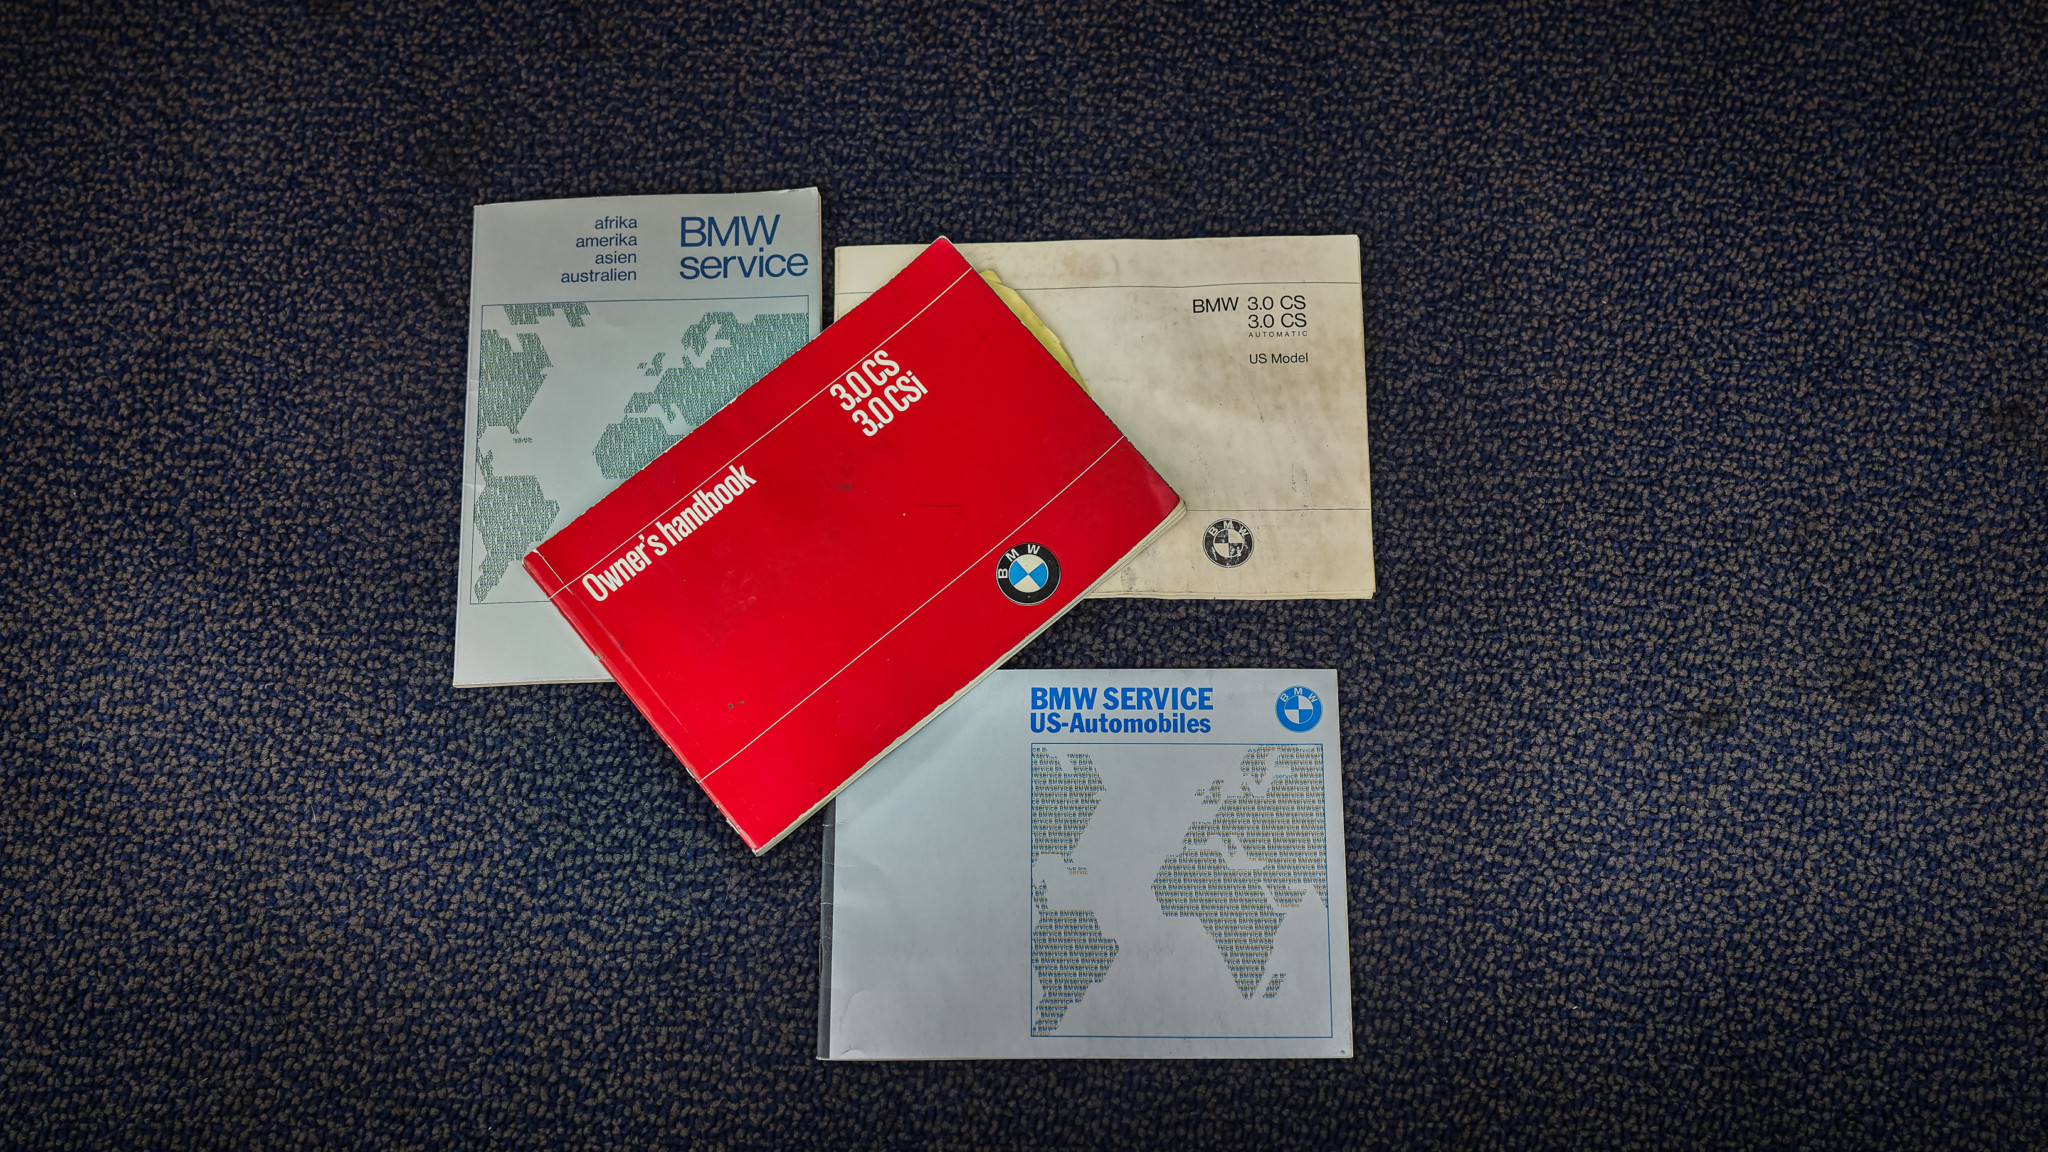 afrika
amerika
asien
australien
BMW
service
Owner's handbook
3.0 CS
3.0 CSi
BMW
BMW 3.0 CS
3.0 CS
AUTOMATIC
US Model
BMW
BMW SERVICE
US-Automobiles
BMW